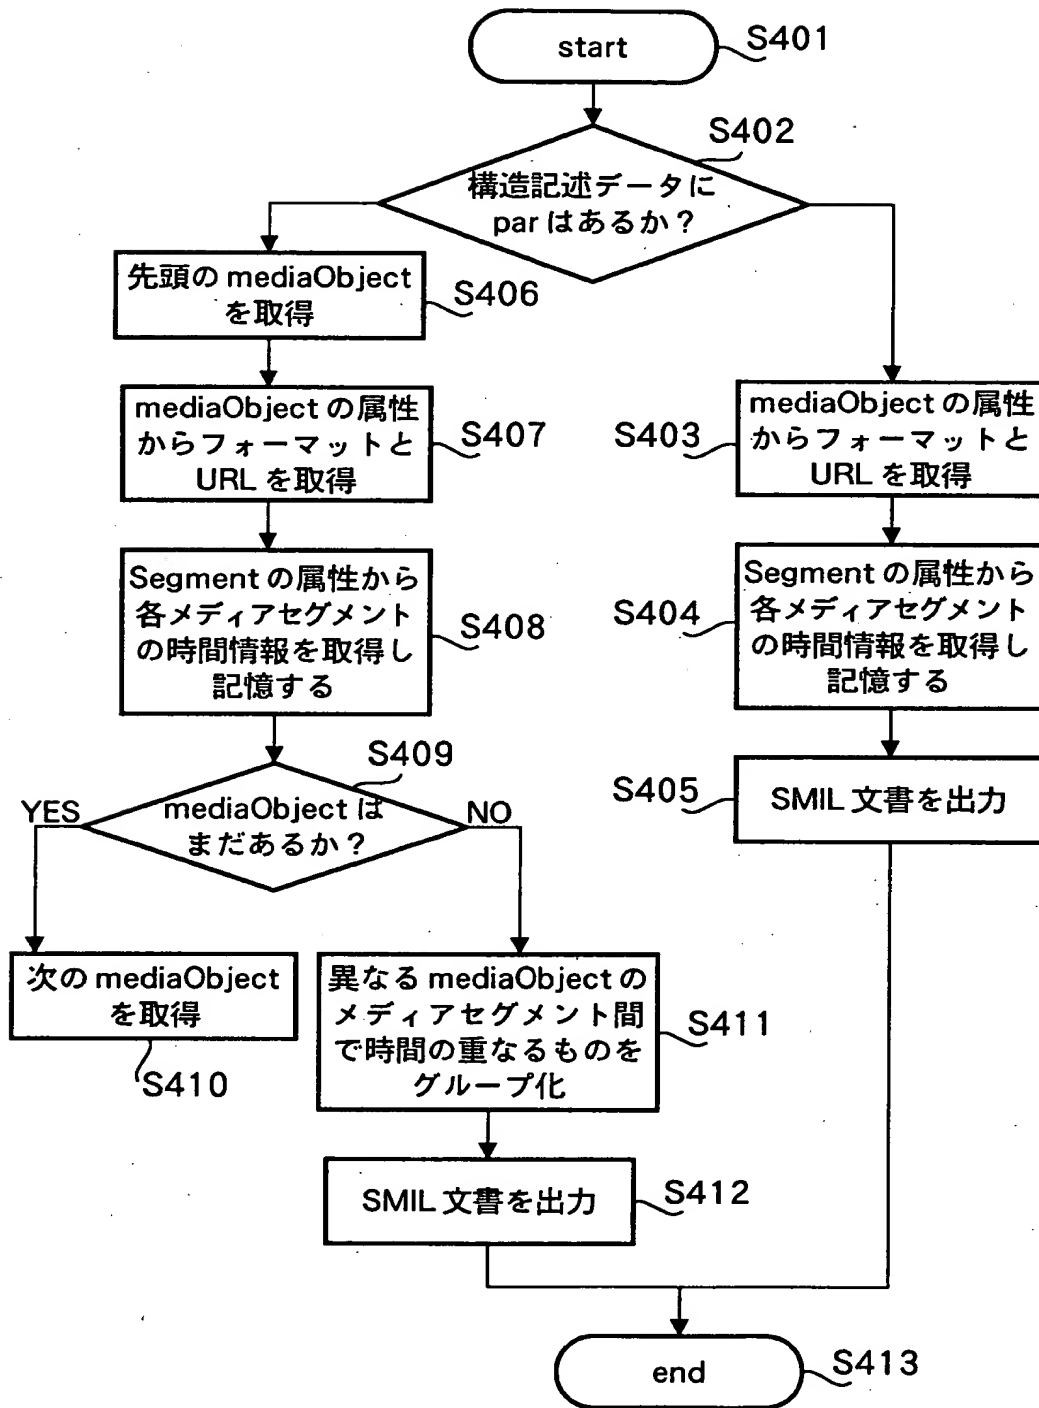 start
S401
S402
構造記述データに
par はあるか？
先頭の mediaObject
を取得
S406
mediaObject の属性
からフォーマットと
URL を取得
S407
S403
mediaObject の属性
からフォーマットと
URL を取得
Segment の属性から
各メディアセグメント
の時間情報を取得し
記憶する
S408
S404
Segment の属性から
各メディアセグメント
の時間情報を取得し
記憶する
S409
YES
mediaObject は
まだあるか？
NO
S405
SMIL 文書を出力
次の mediaObject
を取得
S410
異なる mediaObject の
メディアセグメント間
で時間の重なるものを
グループ化
S411
SMIL 文書を出力
S412
end
S413